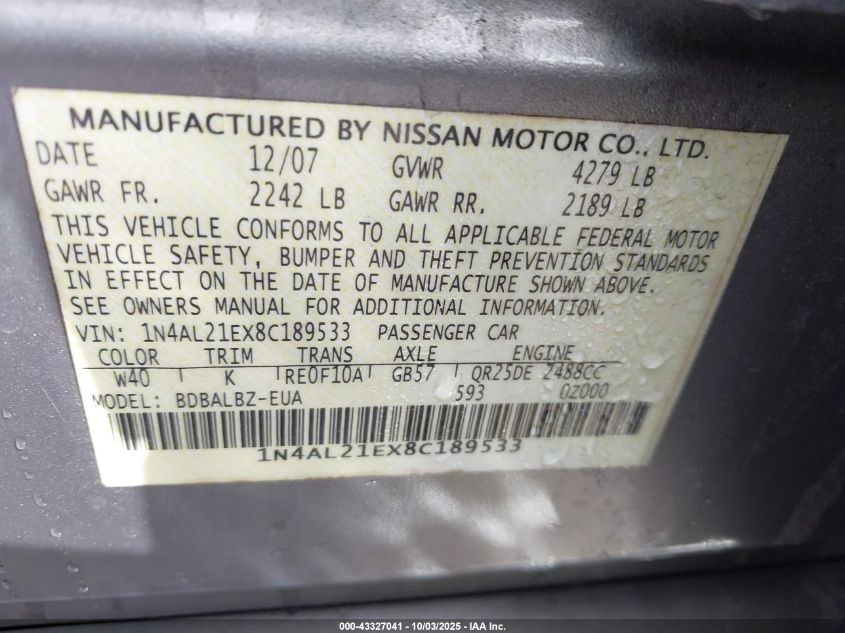 MANUFACTURED BY NISSAN MOTOR CO., LTD.
DATE 12/07 GVWR 4279 LB
GAWR FR. 2242 LB GAWR RR. 2189 LB
THIS VEHICLE CONFORMS TO ALL APPLICABLE FEDERAL MOTOR
VEHICLE SAFETY, BUMPER AND THEFT PREVENTION STANDARDS
IN EFFECT ON THE DATE OF MANUFACTURE SHOWN ABOVE.
SEE OWNERS MANUAL FOR ADDITIONAL INFORMATION.
VIN: 1N4AL21EX8C189533 PASSENGER CAR
COLOR TRIM TRANS AXLE ENGINE
W40 K RE0F10A GB57 QR25DE 2488CC
MODEL: BDBALBZ-EUA 593 0Z000
1N4AL21EX8C189533
000-43327041 - 10/03/2025 - IAA Inc.